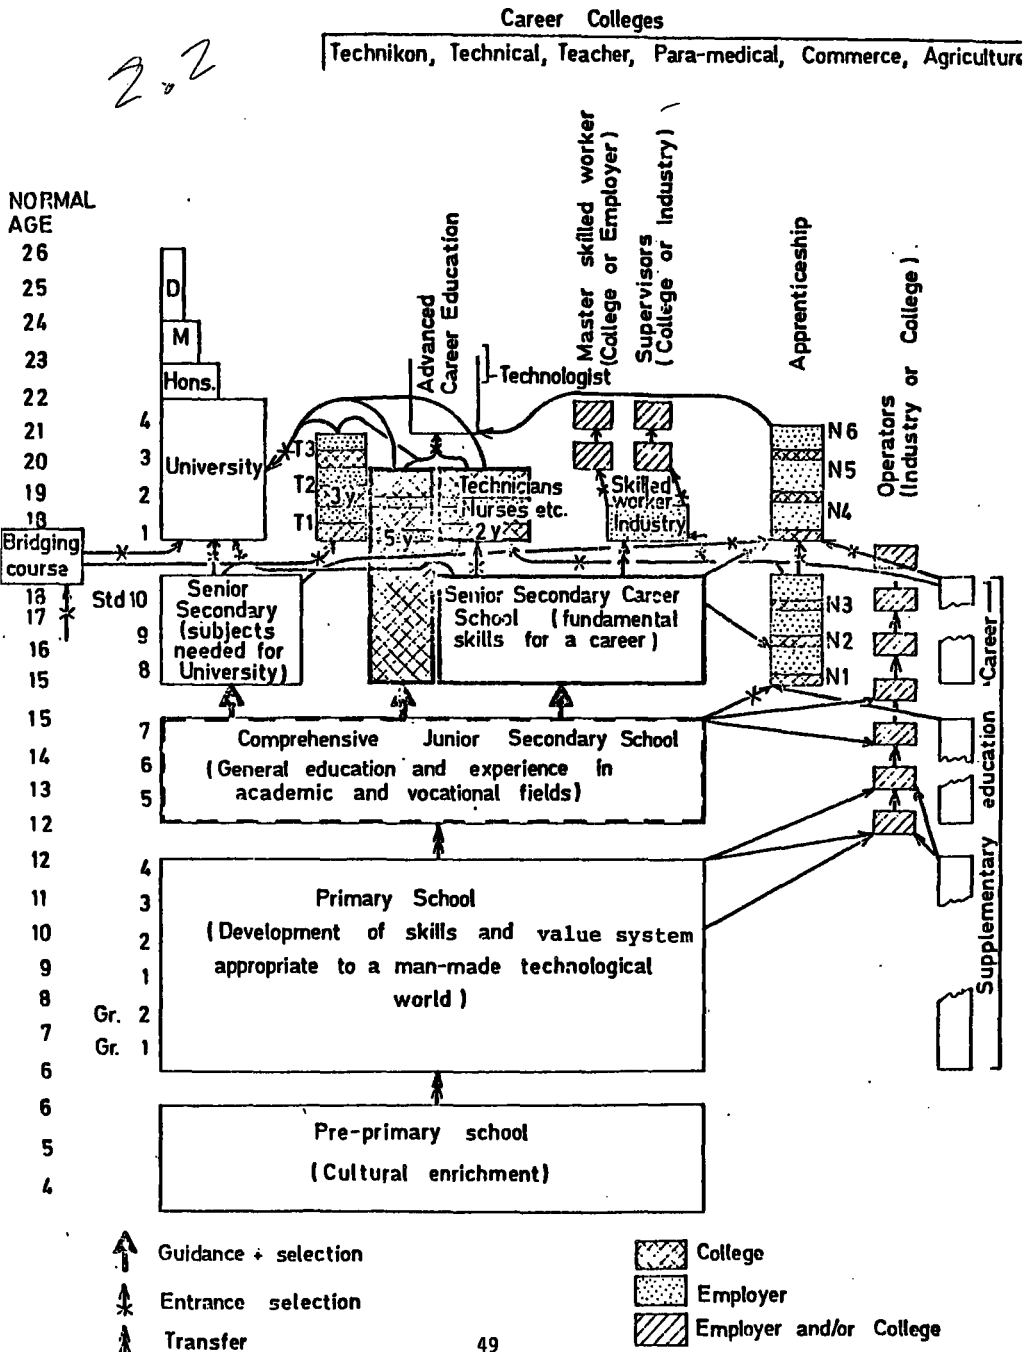 Career Colleges
Technikon, Technical, Teacher, Para-medical, Commerce, Agriculture
2.2
NORMAL
AGE
26
25
24
23
22
21
20
19
18
D
M
Hons.
University
4
3
2
1
Bridging
course
T3
T2
T1
3 y.
5 y.
Advanced
Career Education
Technologist
Technicians
Nurses etc.
2 y
Master skilled worker
(College or Employer)
Supervisors
(College or Industry)
Skilled
worker
Industry
Apprenticeship
N6
N5
N4
Operators
(Industry or College)
18
17
16
15
Std 10
9
8
Senior
Secondary
(subjects
needed for
University)
Senior Secondary Career
School (fundamental
skills for a career)
N3
N2
N1
15
14
13
12
7
6
5
Comprehensive Junior Secondary School
(General education and experience in
academic and vocational fields)
12
11
10
9
8
7
6
4
3
2
1
Gr. 2
Gr. 1
Primary School
(Development of skills and value system
appropriate to a man-made technological
world)
Supplementary education 'Career
6
5
4
Pre-primary school
(Cultural enrichment)
Guidance + selection
Entrance selection
Transfer
College
Employer
Employer and/or College
49